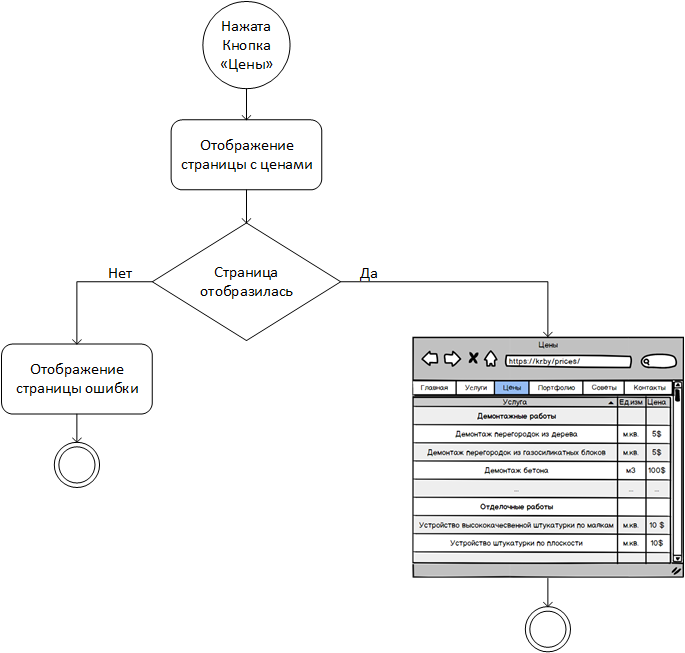 Нажата
Кнопка
«Цены»
Отображение
страницы с ценами
Страница
отобразилась
Нет
Да
Отображение
страницы ошибки
Цены
https://krby/prices/
Главная Услуги Цены Портфолио Советы Контакты
Услуга Ед изм Цена
Демонтажные работы
Демонтаж перегородок из дерева м.кв. 5$
Демонтаж перегородок из газосиликатных блоков м.кв. 5$
Демонтаж бетона м3 100$
... ... ...
Отделочные работы
Устройство высококачесвенной штукатурки по маякам м.кв. 10 $
Устройство штукатурки по плоскости м.кв. 10$